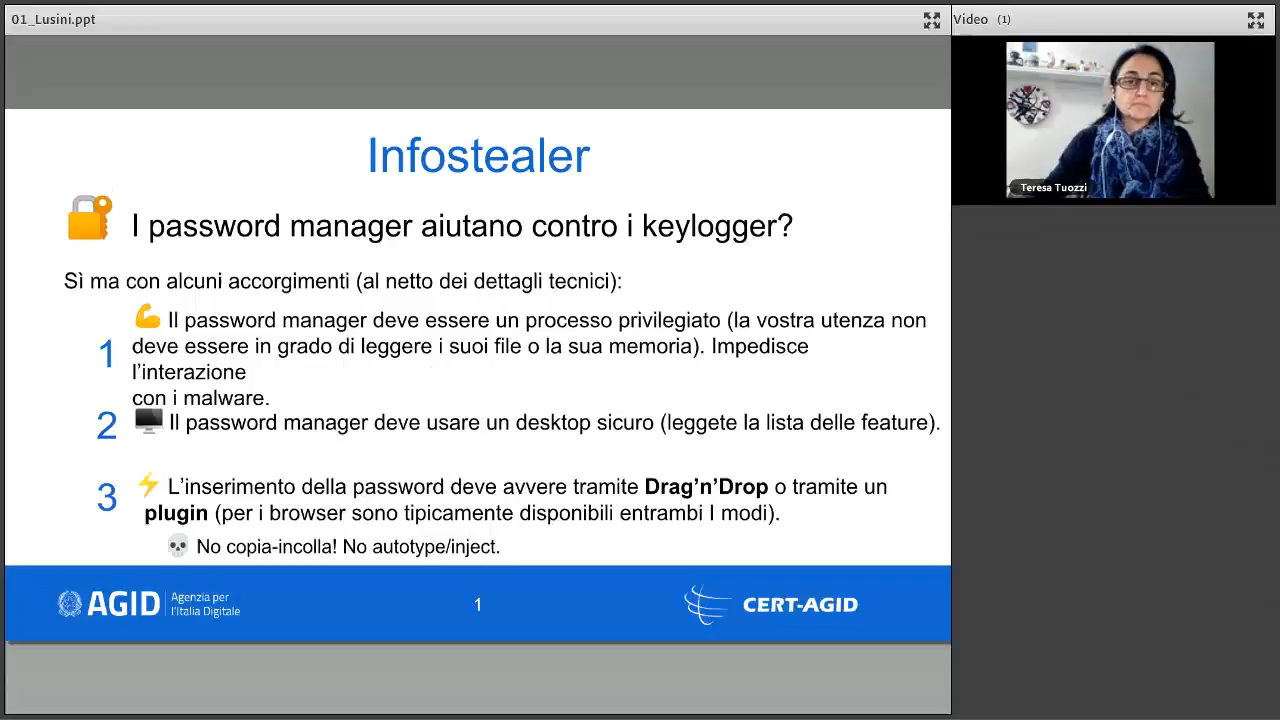 01_Lusini.ppt
Video (1)
Teresa Tuozzi
Infostealer
I password manager aiutano contro i keylogger?
Sì ma con alcuni accorgimenti (al netto dei dettagli tecnici):
1
Il password manager deve essere un processo privilegiato (la vostra utenza non
deve essere in grado di leggere i suoi file o la sua memoria). Impedisce
l’interazione
con i malware.
2
Il password manager deve usare un desktop sicuro (leggete la lista delle feature).
3
L’inserimento della password deve avvere tramite Drag’n’Drop o tramite un
plugin (per i browser sono tipicamente disponibili entrambi I modi).
No copia-incolla! No autotype/inject.
AGID
Agenzia per
l’Italia Digitale
1
CERT-AGID